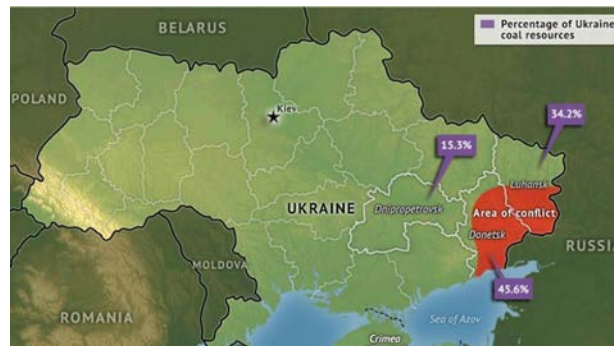 BELARUS
Percentage of Ukraine
coal resources
POLAND
Kiev
34.2%
15.3%
Luhansk
UKRAINE
Dnipropetrovsk
Area of conflict
Donetsk
RUSSIA
MOLDOVA
45.6%
ROMANIA
Sea of Azov
Crimea